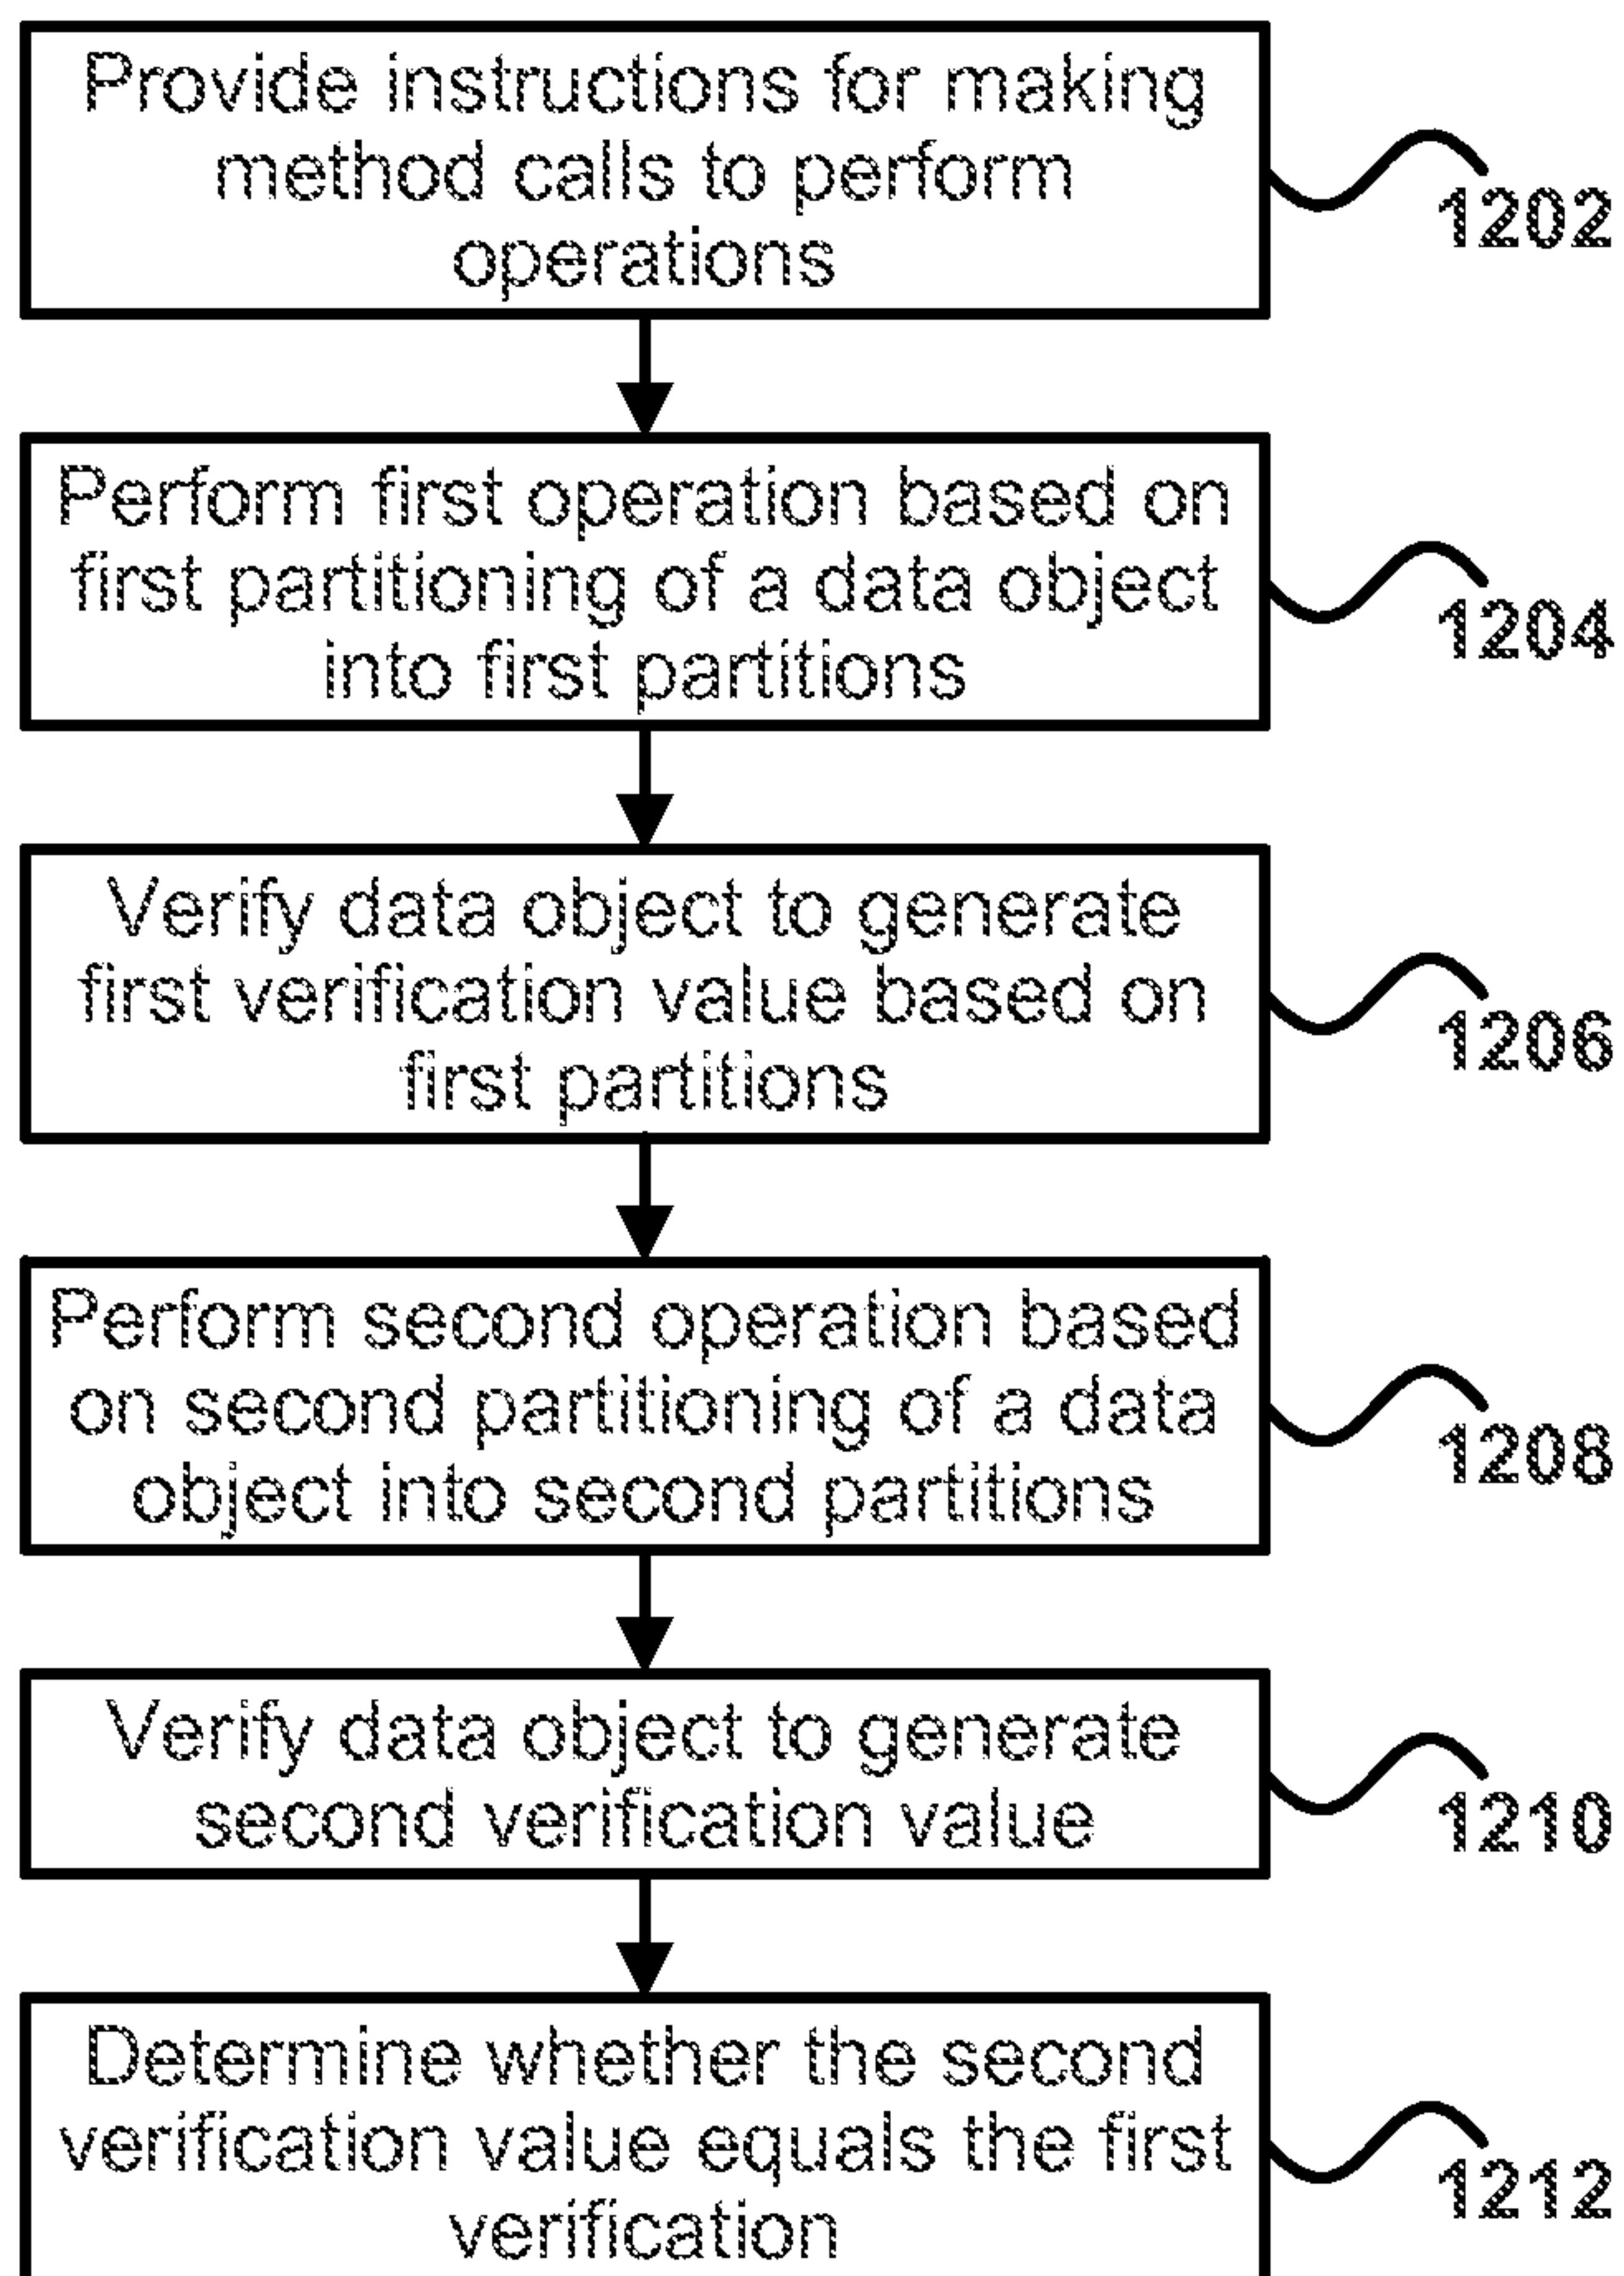 Provide instructions for making
method calls to perform
operations
1202
Perform first operation based on
first partitioning of a data object
into first partitions
1204
Verify data object to generate
first verification value based on
first partitions
1206
Perform second operation based
on second partitioning of a data
object into second partitions
1208
Verify data object to generate
second verification value
1210
Determine whether the second
verification value equals the first
verification
1212